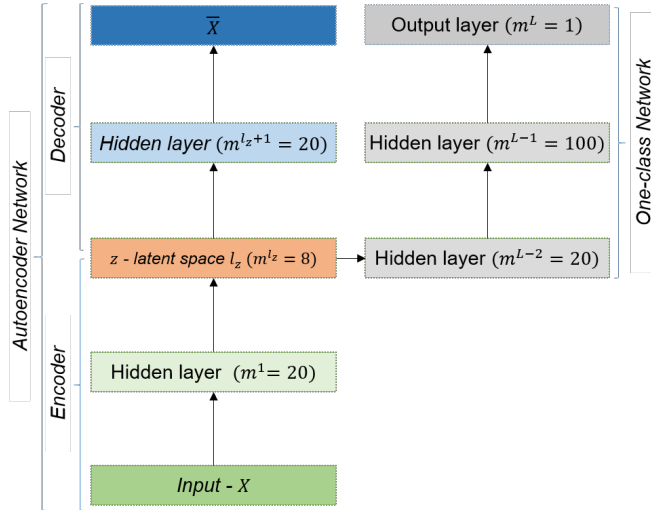 X̅
Output layer (m^L = 1)
Hidden layer (m^{l_z+1} = 20)
Hidden layer (m^{L−1} = 100)
z - latent space l_z (m^{l_z} = 8)
Hidden layer (m^{L−2} = 20)
Hidden layer (m^1 = 20)
Input - X
Autoencoder Network
Decoder
Encoder
One-class Network